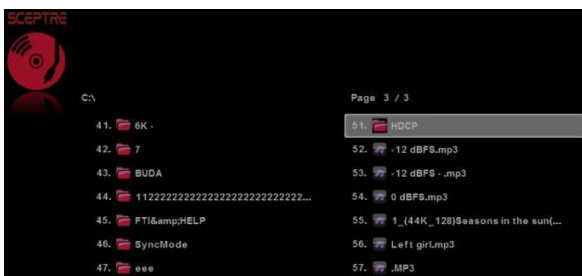 SCEPTRE
C:\
Page 3 / 3
41. 6K -
42. 7
43. BUDA
44. 1122222222222222222222222222...
45. FTI&amp;HELP
46. SyncMode
47. eee
51. HDCP
52. -12 dBFS.mp3
53. -12 dBFS - .mp3
54. 0 dBFS.mp3
55. 1_(44K_128)Seasons in the sun(...
56. Left girl.mp3
57. .MP3